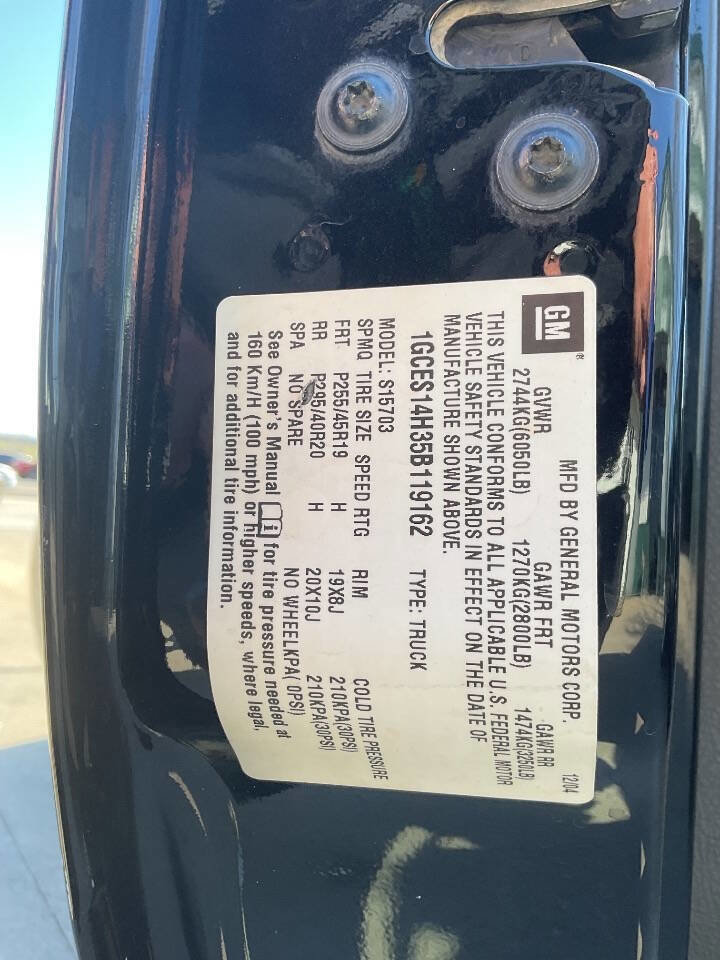 GM ®
MFD BY GENERAL MOTORS CORP. 12/04
GVWR GAWR FRT GAWR RR
2744KG(6050LB) 1270KG(2800LB) 1474KG(3250LB)
THIS VEHICLE CONFORMS TO ALL APPLICABLE U.S. FEDERAL MOTOR
VEHICLE SAFETY STANDARDS IN EFFECT ON THE DATE OF
MANUFACTURE SHOWN ABOVE.
1GCES14H35B119162 TYPE: TRUCK
MODEL: S15703
SPMQ TIRE SIZE SPEED RTG RIM COLD TIRE PRESSURE
FRT P255/45R19 H 19X8J 210KPA(30PSI)
RR P295/40R20 H 20X10J 210KPA(30PSI)
SPA NO SPARE NO WHEELKPA( 0PSI)
See Owner's Manual i for tire pressure needed at
160 Km/H (100 mph) or higher speeds, where legal,
and for additional tire information.
D